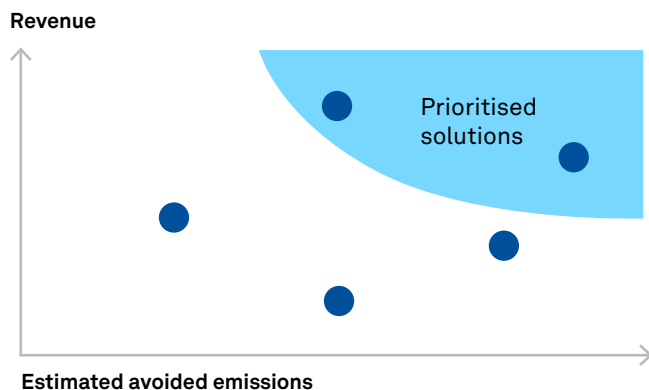 Revenue
Prioritised
solutions
Estimated avoided emissions